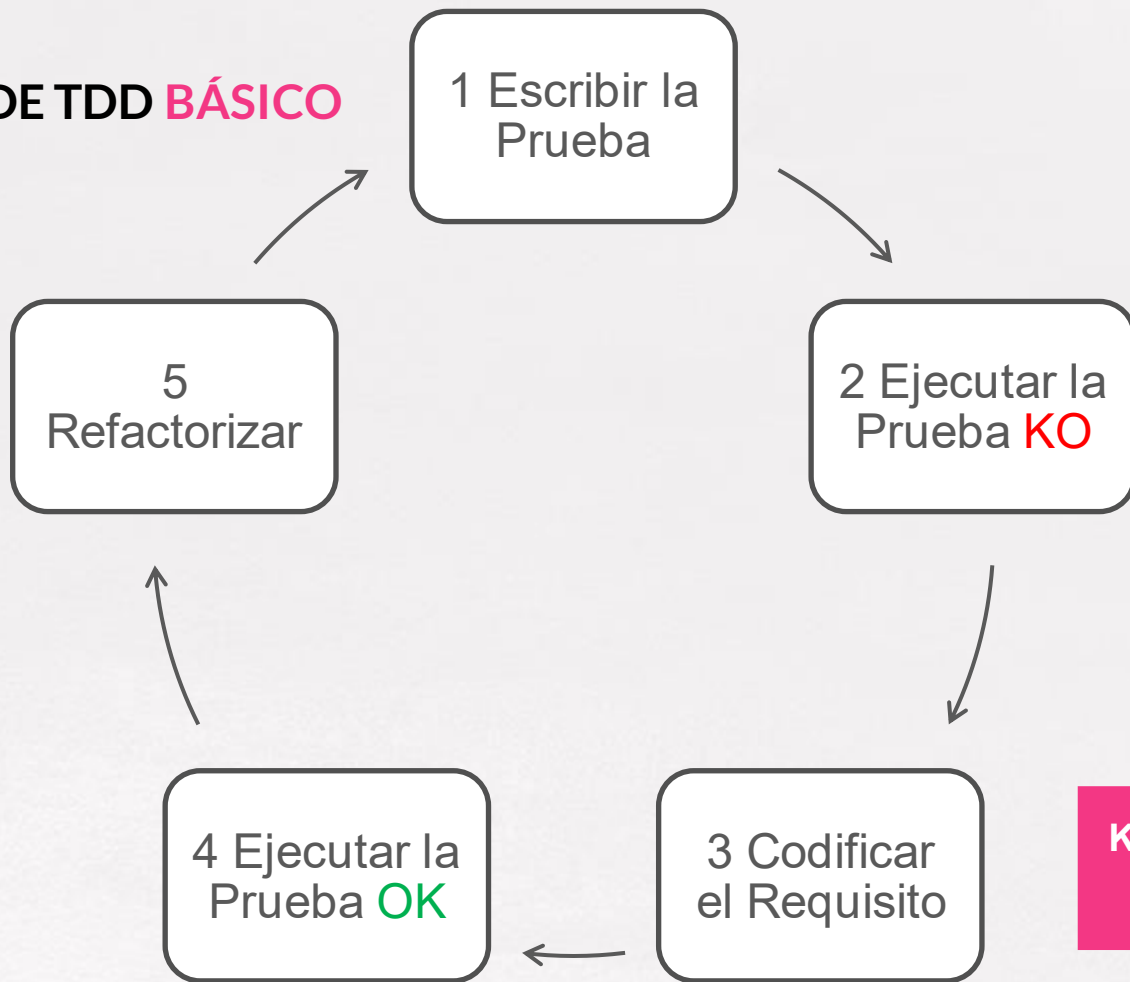 DE TDD BÁSICO
1 Escribir la
Prueba
2 Ejecutar la
Prueba KO
3 Codificar
el Requisito
4 Ejecutar la
Prueba OK
5
Refactorizar
K